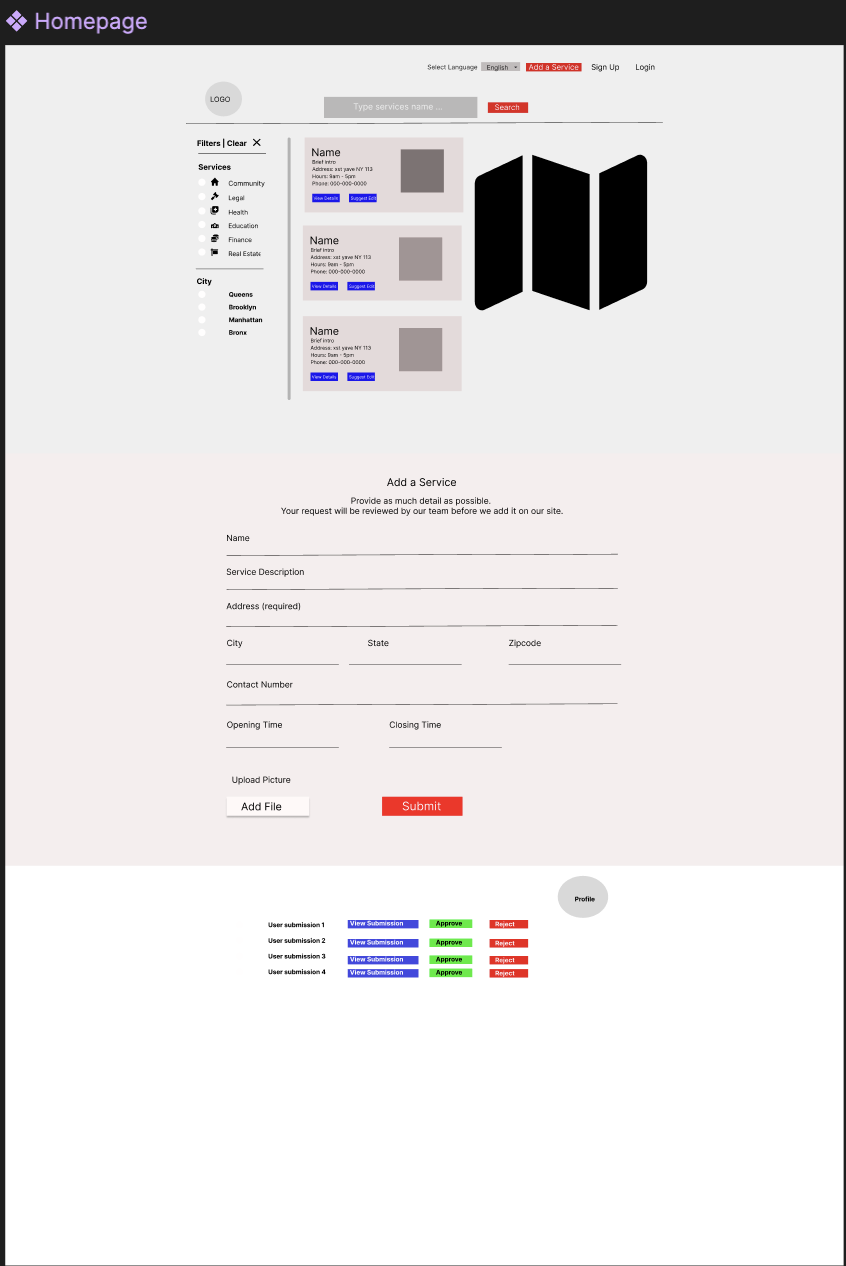 Homepage
Select Language English Add a Service Sign Up Login
LOGO
Type services name ... Search
Filters | Clear
Services
Community
Legal
Health
Education
Finance
Real Estate
City
Queens
Brooklyn
Manhattan
Bronx
Name
Brief intro
Address: xst yave NY 113
Hours: 9am - 5pm
Phone: 000-000-0000
View Details Suggest Edit
Name
Brief intro
Address: xst yave NY 113
Hours: 9am - 5pm
Phone: 000-000-0000
View Details Suggest Edit
Name
Brief intro
Address: xst yave NY 113
Hours: 9am - 5pm
Phone: 000-000-0000
View Details Suggest Edit
Add a Service
Provide as much detail as possible.
Your request will be reviewed by our team before we add it on our site.
Name
Service Description
Address (required)
City State Zipcode
Contact Number
Opening Time Closing Time
Upload Picture
Add File Submit
Profile
User submission 1 View Submission Approve Reject
User submission 2 View Submission Approve Reject
User submission 3 View Submission Approve Reject
User submission 4 View Submission Approve Reject